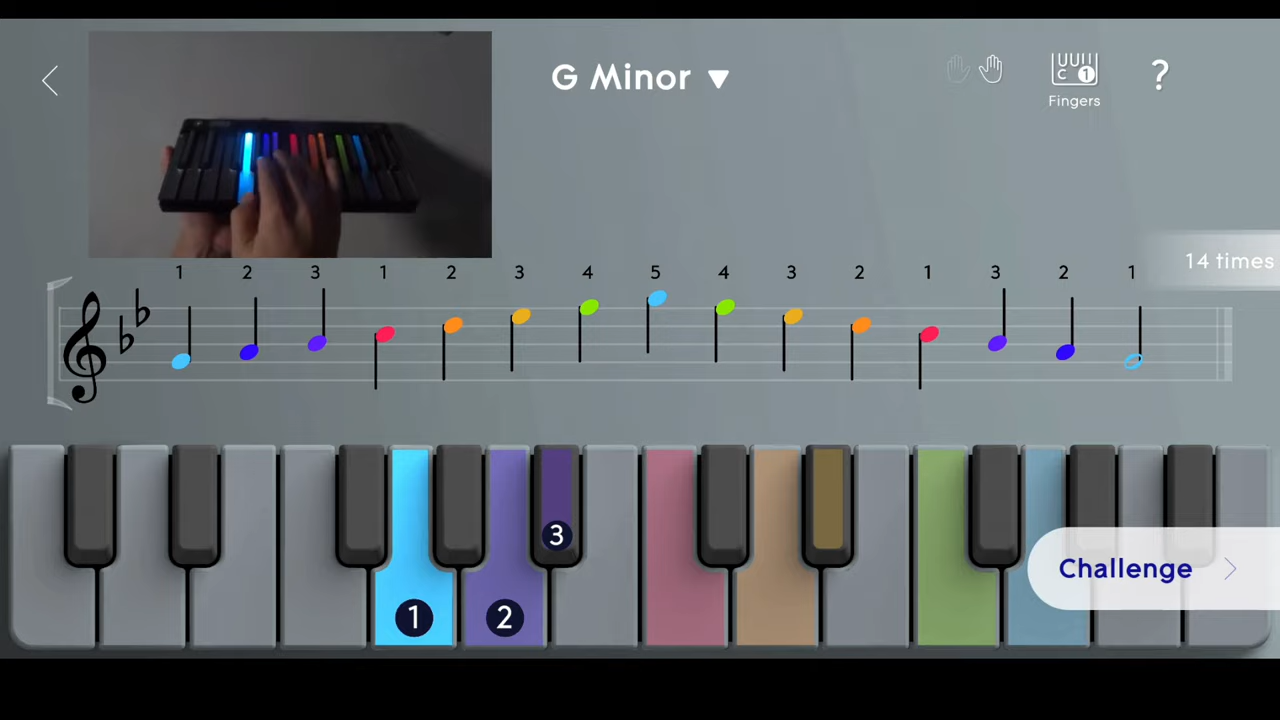 G Minor ▼
1
Fingers
?
14 times
1 2 3 1 2 3 4 5 4 3 2 1 3 2 1
3
Challenge
1 2